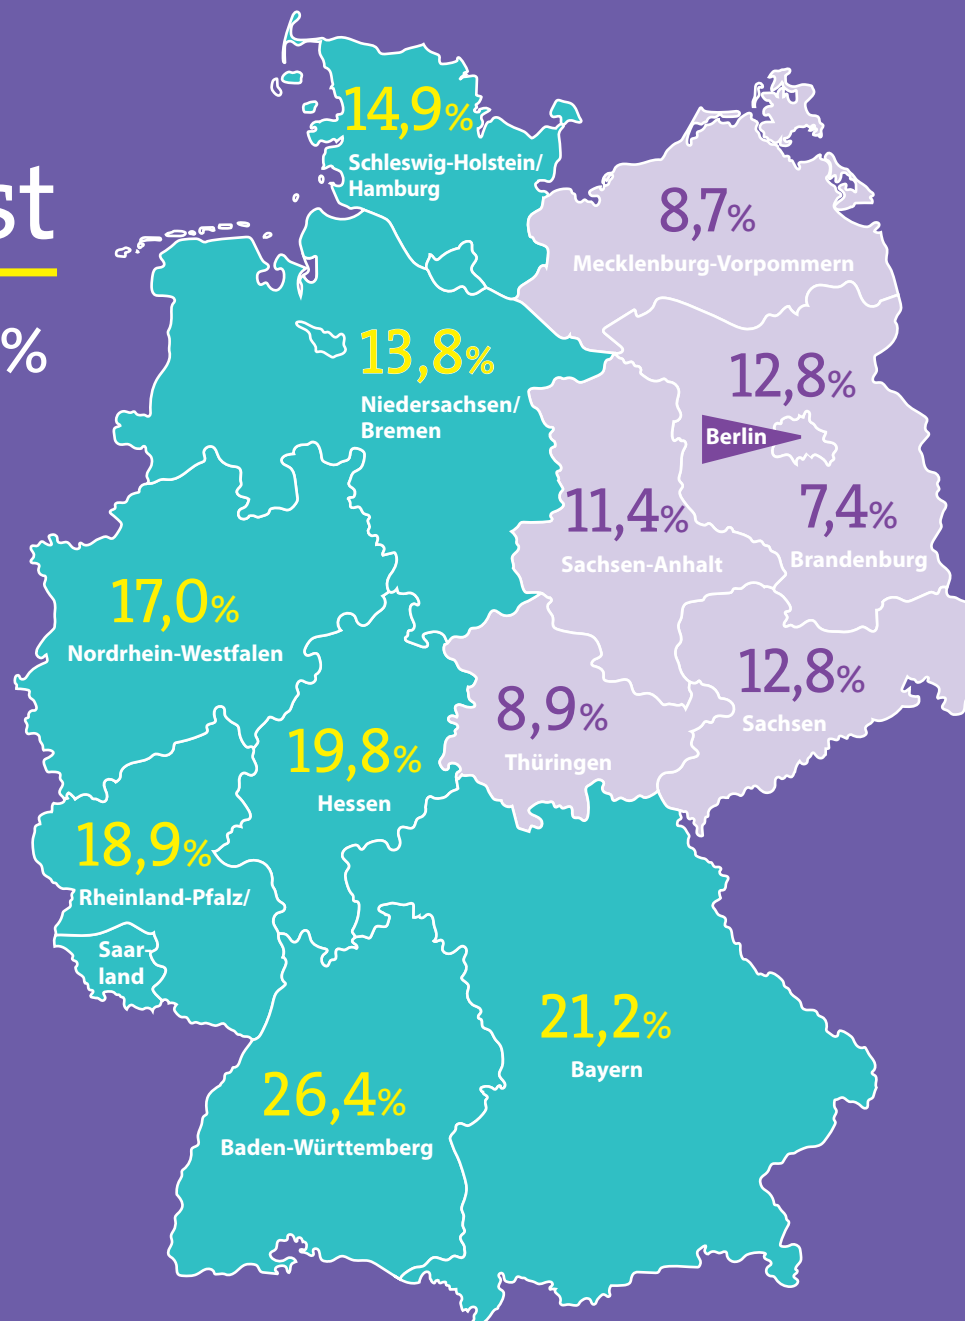 st
%
14,9%
Schleswig-Holstein/
Hamburg
8,7%
Mecklenburg-Vorpommern
13,8%
Niedersachsen/
Bremen
12,8%
Berlin
11,4%
Sachsen-Anhalt
7,4%
Brandenburg
17,0%
Nordrhein-Westfalen
12,8%
Sachsen
8,9%
Thüringen
19,8%
Hessen
18,9%
Rheinland-Pfalz/
Saar-
land
21,2%
Bayern
26,4%
Baden-Württemberg